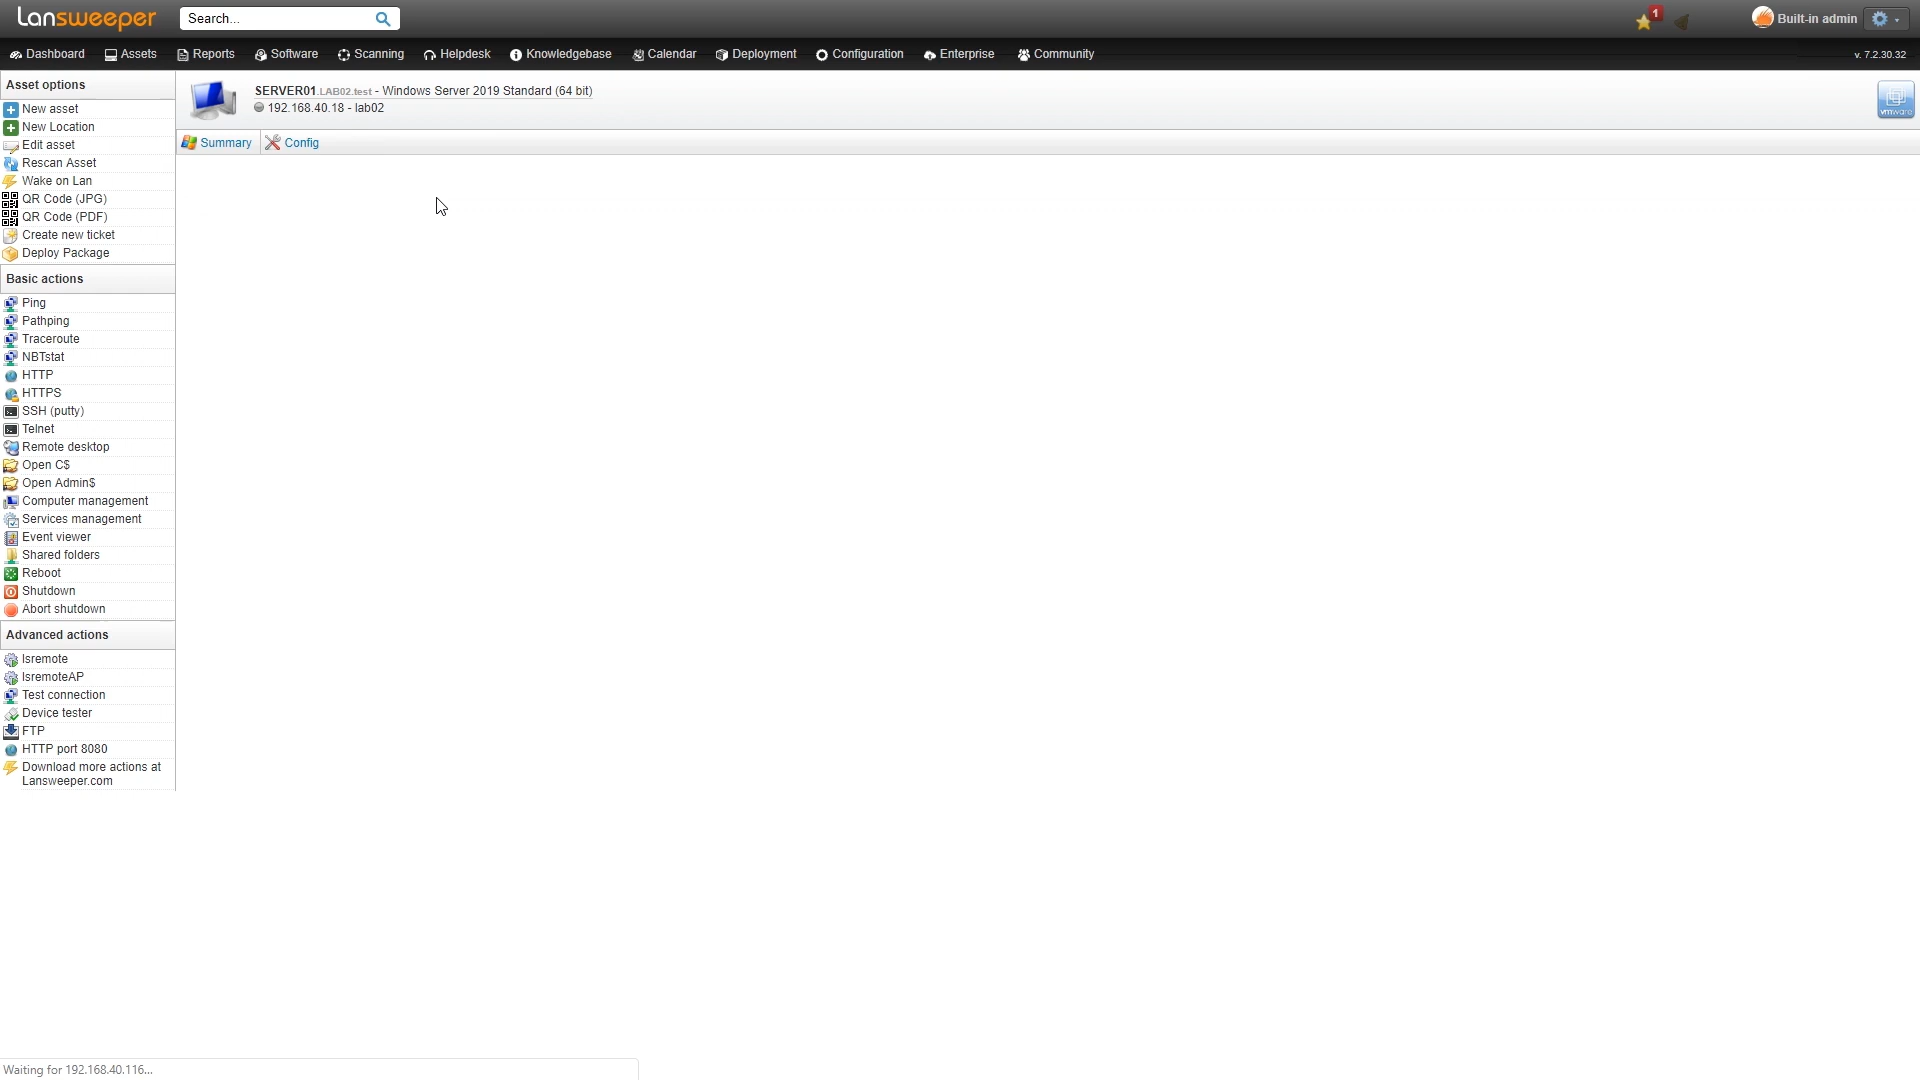 Lansweeper
Search...
1
Built-in admin
Dashboard
Assets
Reports
Software
Scanning
Helpdesk
Knowledgebase
Calendar
Deployment
Configuration
Enterprise
Community
v. 7.2.30.32
Asset options
New asset
New Location
Edit asset
Rescan Asset
Wake on Lan
QR Code (JPG)
QR Code (PDF)
Create new ticket
Deploy Package
Basic actions
Ping
Pathping
Traceroute
NBTstat
HTTP
HTTPS
SSH (putty)
Telnet
Remote desktop
Open C$
Open Admin$
Computer management
Services management
Event viewer
Shared folders
Reboot
Shutdown
Abort shutdown
Advanced actions
lsremote
lsremoteAP
Test connection
Device tester
FTP
HTTP port 8080
Download more actions at
Lansweeper.com
SERVER01.LAB02.test - Windows Server 2019 Standard (64 bit)
192.168.40.18 - lab02
vmware
Summary
Config
Waiting for 192.168.40.116...